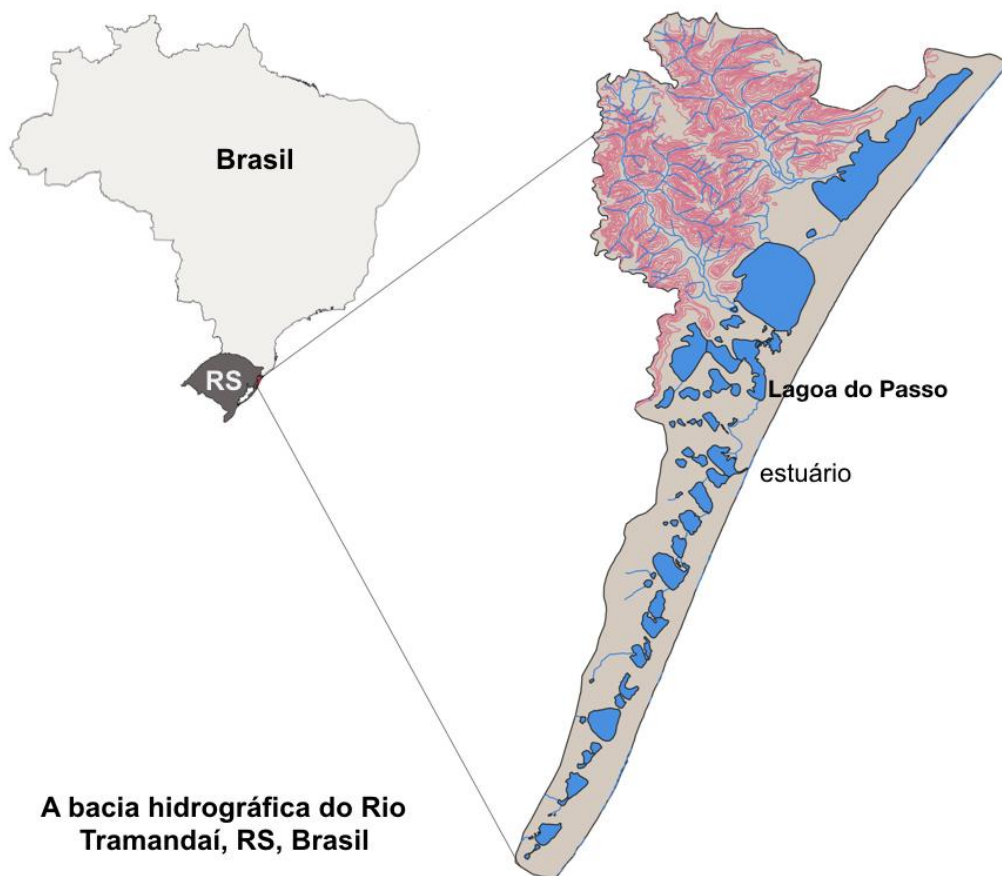 Brasil
RS
Lagoa do Passo
estuário
A bacia hidrográfica do Rio
Tramandaí, RS, Brasil